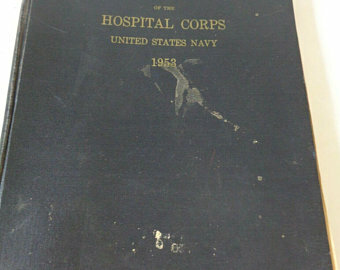 OF THE
HOSPITAL CORPS
UNITED STATES NAVY
1953